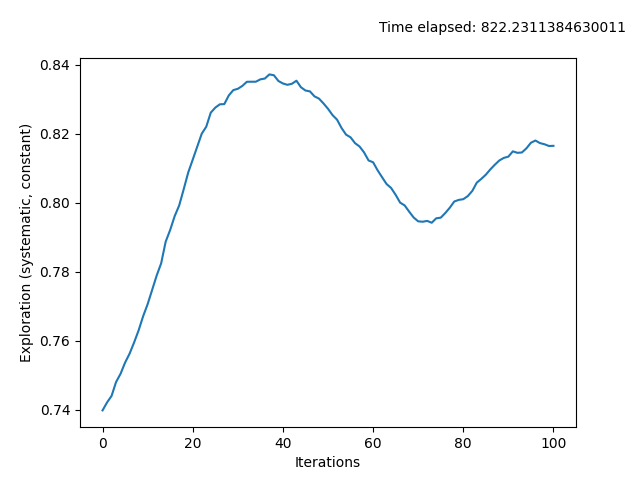 Time elapsed: 822.2311384630011
0.84
0.82
0.80
0.78
0.76
0.74
Exploration (systematic, constant)
0 20 40 60 80 100
Iterations